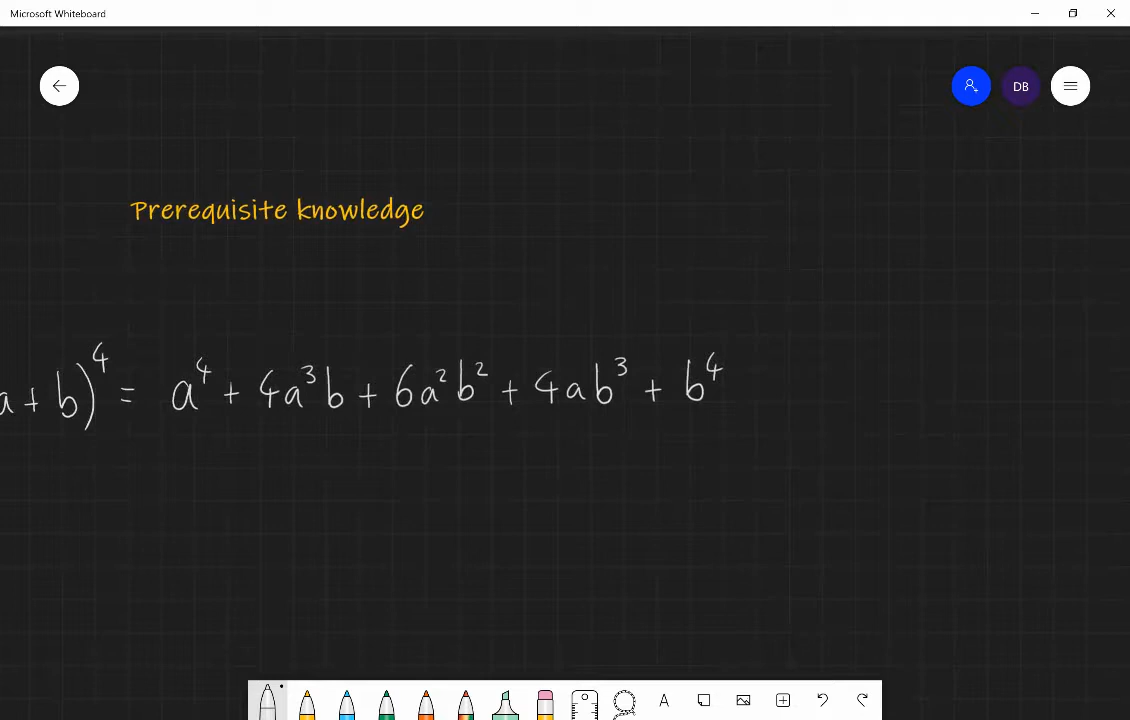 Microsoft Whiteboard
DB
Prerequisite knowledge
a + b)⁴ = a⁴ + 4a³b + 6a²b² + 4ab³ + b⁴
A